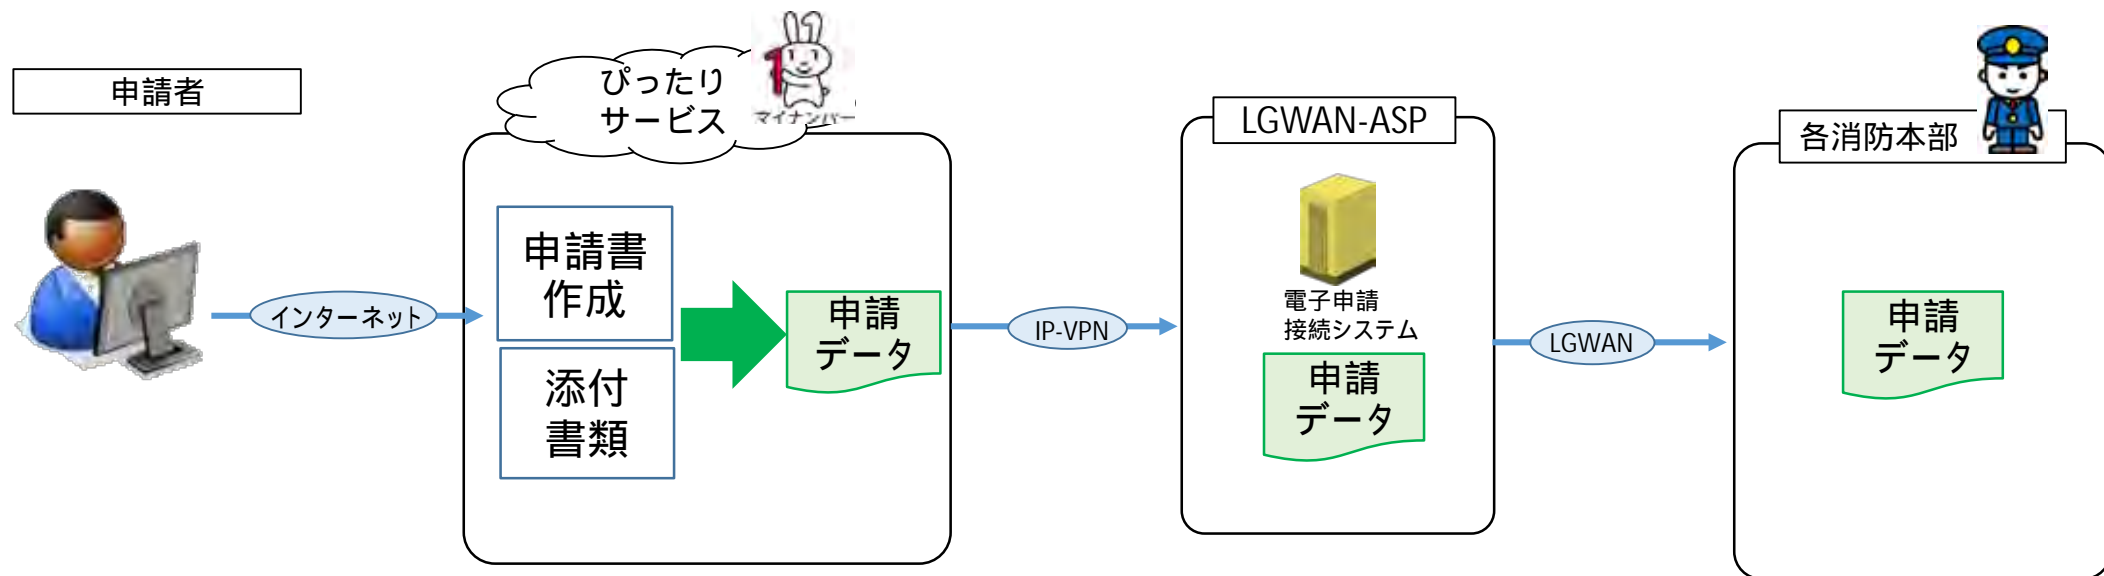 申請者
ぴったり
サービス
マイナンバー
申請書
作成
添付
書類
申請
データ
インターネット
IP-VPN
LGWAN-ASP
電子申請
接続システム
申請
データ
LGWAN
各消防本部
申請
データ